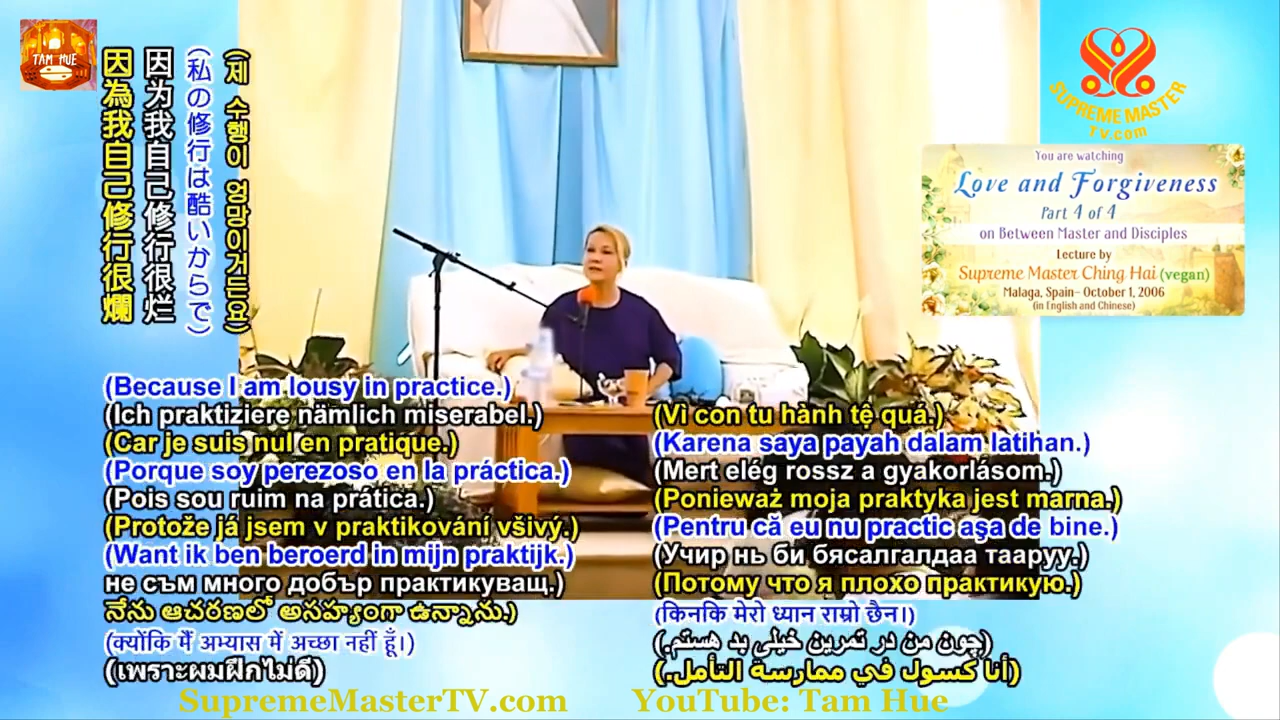 TAM HUE
(제 수행이 엉망이거든요)
(私の修行は酷いからで)
因为我自己修行很烂
因為我自己修行很爛
SUPREME MASTER
TV.com
You are watching
Love and Forgiveness
Part 4 of 4
on Between Master and Disciples
Lecture by
Supreme Master Ching Hai (vegan)
Malaga, Spain– October 1, 2006
(in English and Chinese)
(Because I am lousy in practice.)
(Ich praktiziere nämlich miserabel.)
(Car je suis nul en pratique.)
(Porque soy perezoso en la práctica.)
(Pois sou ruim na prática.)
(Protože já jsem v praktikování všivý.)
(Want ik ben beroerd in mijn praktijk.)
не съм много добър практикуващ.)
నేను ఆచరణలో అసహ్యంగా ఉన్నాను.)
(क्योंकि मैं अभ्यास में अच्छा नहीं हूँ।)
(เพราะผมฝึกไม่ดี)
(Vì con tu hành tệ quá.)
(Karena saya payah dalam latihan.)
(Mert elég rossz a gyakorlásom.)
(Ponieważ moja praktyka jest marna.)
(Pentru că eu nu practic aşa de bine.)
(Учир нь би бясалгалдаа тааруу.)
(Потому что я плохо практикую.)
(किनकि मेरो ध्यान राम्रो छैन।)
(چون من در تمرین خیلی بد هستم.)
(أنا كسول في ممارسة التأمل.)
SupremeMasterTV.com
YouTube: Tam Hue